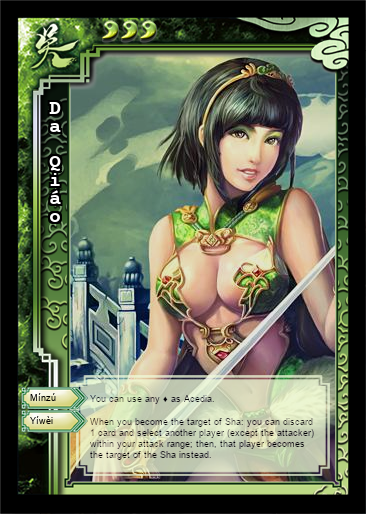 吳
Da Qiáo
Mínzú
You can use any ♦ as Acedia.
Yíwèi
When you become the target of Sha: you can discard
1 card and select another player (except the attacker)
within your attack range; then, that player becomes
the target of the Sha instead.